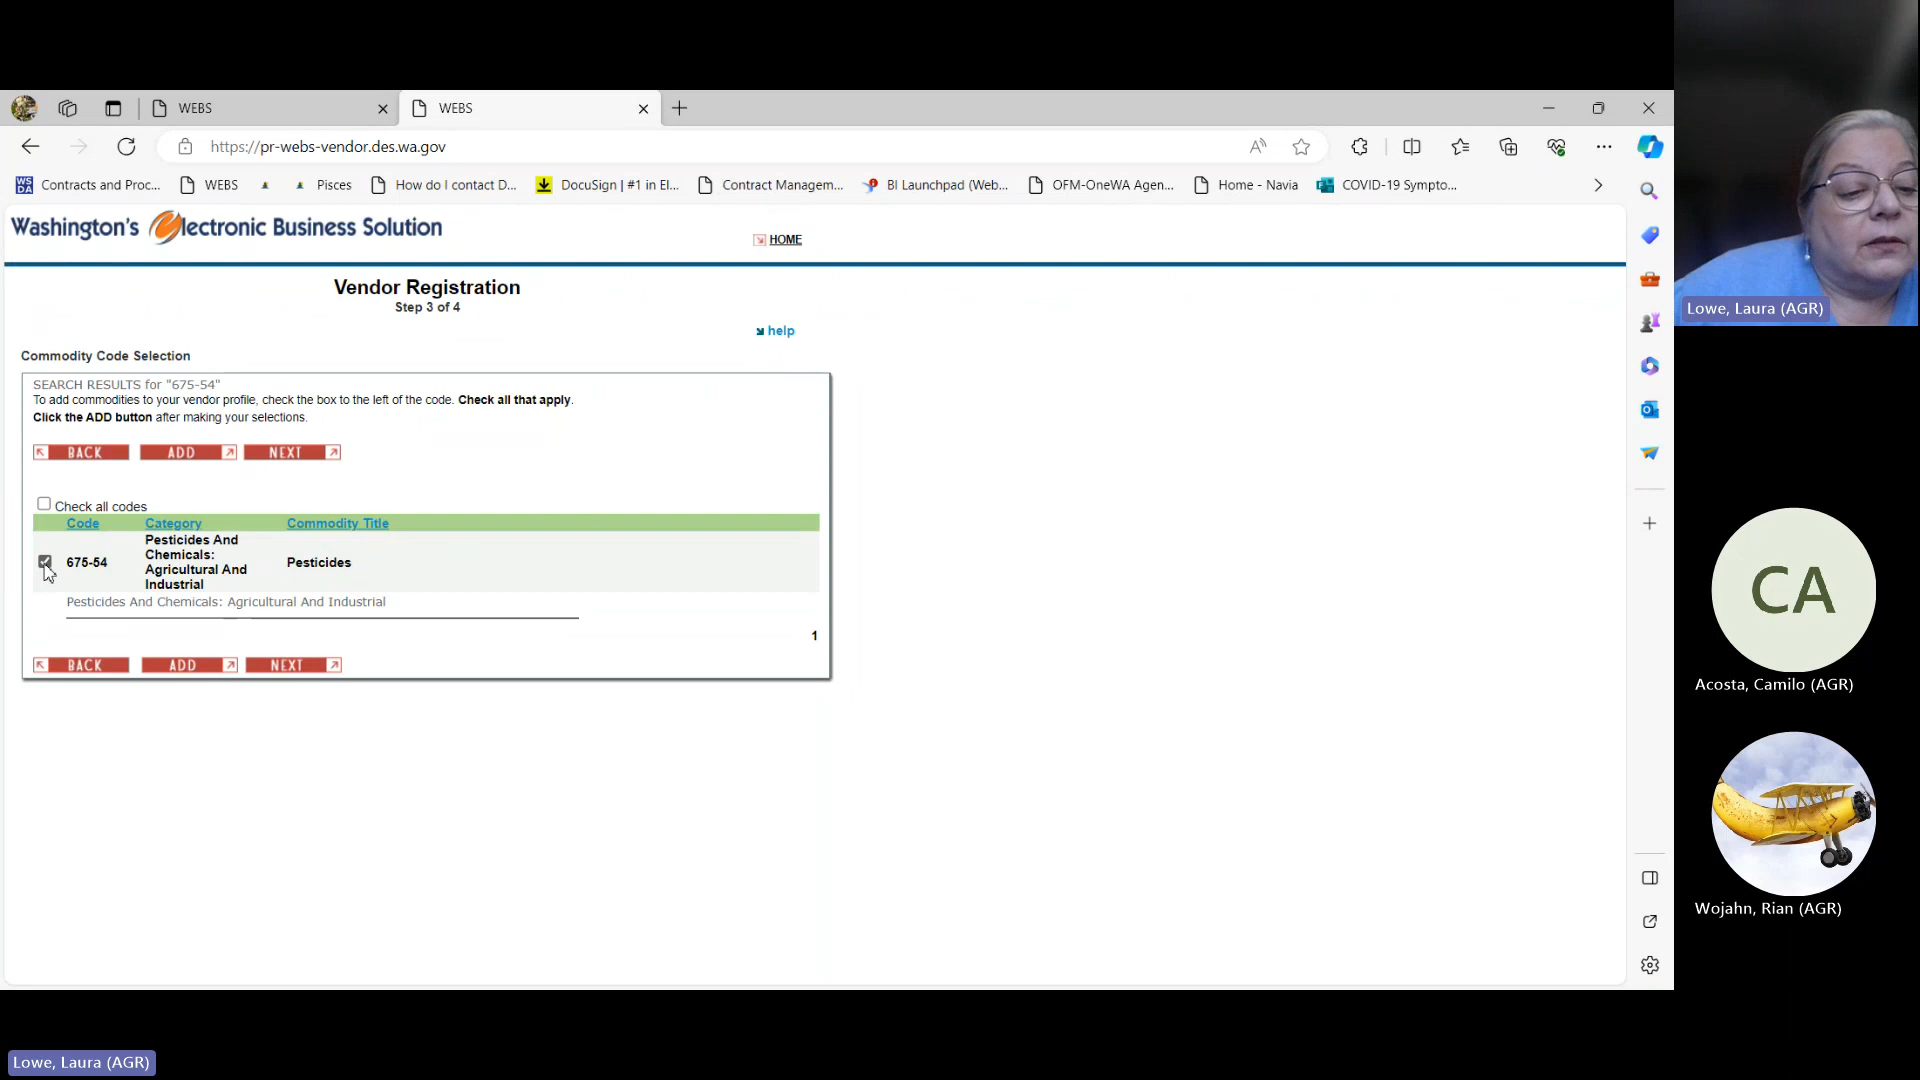 WEBS
WEBS
https://pr-webs-vendor.des.wa.gov
WSDA Contracts and Proc...
WEBS
Pisces
How do I contact D...
DocuSign | #1 in El...
Contract Managem...
BI Launchpad (Web...
OFM-OneWA Agen...
Home - Navia
COVID-19 Sympto...
Washington's Electronic Business Solution
HOME
Vendor Registration
Step 3 of 4
help
Commodity Code Selection
SEARCH RESULTS for "675-54"
To add commodities to your vendor profile, check the box to the left of the code. Check all that apply.
Click the ADD button after making your selections.
BACK ADD NEXT
Check all codes
Code Category Commodity Title
675-54 Pesticides And Chemicals: Agricultural And Industrial Pesticides
Pesticides And Chemicals: Agricultural And Industrial
1
BACK ADD NEXT
Lowe, Laura (AGR)
CA
Acosta, Camilo (AGR)
Wojahn, Rian (AGR)
Lowe, Laura (AGR)